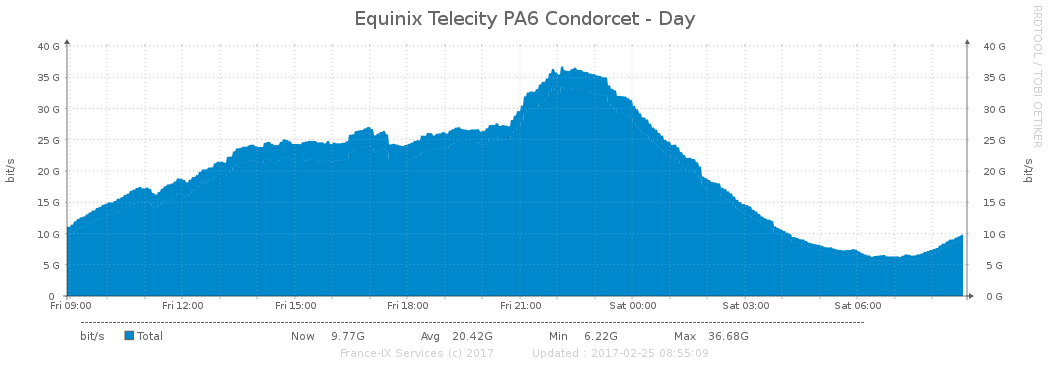 Equinix Telecity PA6 Condorcet - Day
RRDTOOL / TOBI OETIKER
bit/s
bit/s
40 G 40 G
35 G 35 G
30 G 30 G
25 G 25 G
20 G 20 G
15 G 15 G
10 G 10 G
5 G 5 G
0 0 G
Fri 09:00 Fri 12:00 Fri 15:00 Fri 18:00 Fri 21:00 Sat 00:00 Sat 03:00 Sat 06:00
bit/s Total Now 9.77G Avg 20.42G Min 6.22G Max 36.68G
France-IX Services (c) 2017 Updated : 2017-02-25 08:55:09